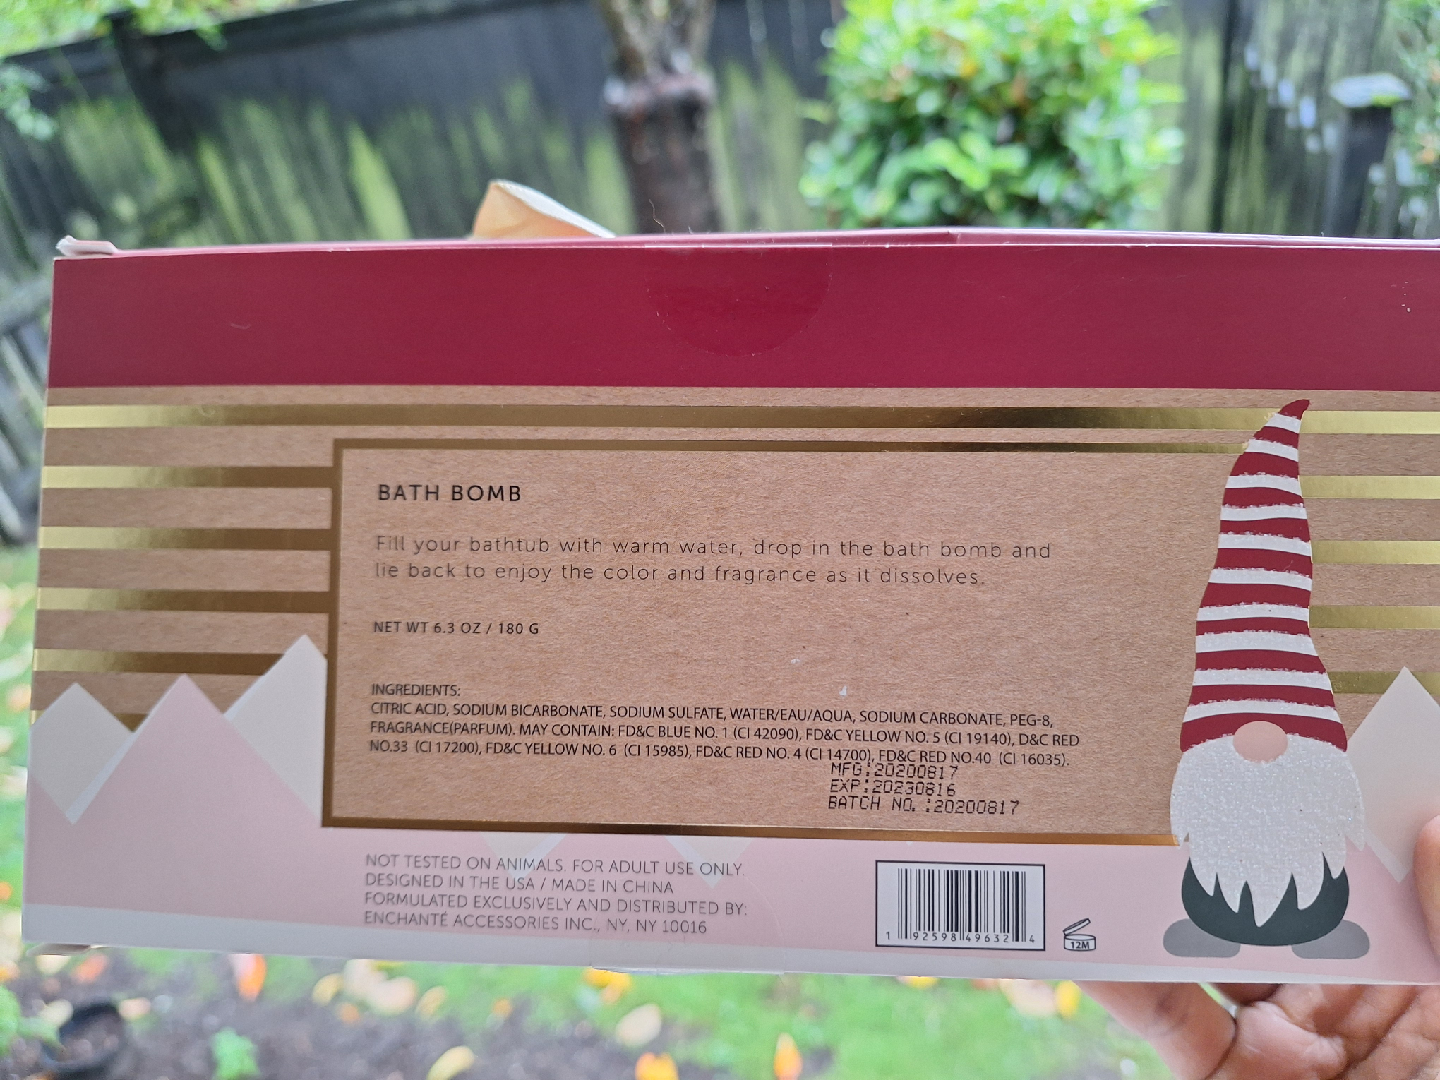 BATH BOMB
Fill your bathtub with warm water, drop in the bath bomb and
lie back to enjoy the color and fragrance as it dissolves.
NET WT 6.3 OZ / 180 G
INGREDIENTS:
CITRIC ACID, SODIUM BICARBONATE, SODIUM SULFATE, WATER/EAU/AQUA, SODIUM CARBONATE, PEG-8,
FRAGRANCE(PARFUM). MAY CONTAIN: FD&C BLUE NO. 1 (CI 42090), FD&C YELLOW NO. 5 (CI 19140), D&C RED
NO.33 (CI 17200), FD&C YELLOW NO. 6 (CI 15985), FD&C RED NO. 4 (CI 14700), FD&C RED NO.40 (CI 16035).
MFG:20200817
EXP:20230816
BATCH NO. :20200817
NOT TESTED ON ANIMALS. FOR ADULT USE ONLY.
DESIGNED IN THE USA / MADE IN CHINA
FORMULATED EXCLUSIVELY AND DISTRIBUTED BY:
ENCHANTÉ ACCESSORIES INC., NY, NY 10016
1 92598 49632 4
12M